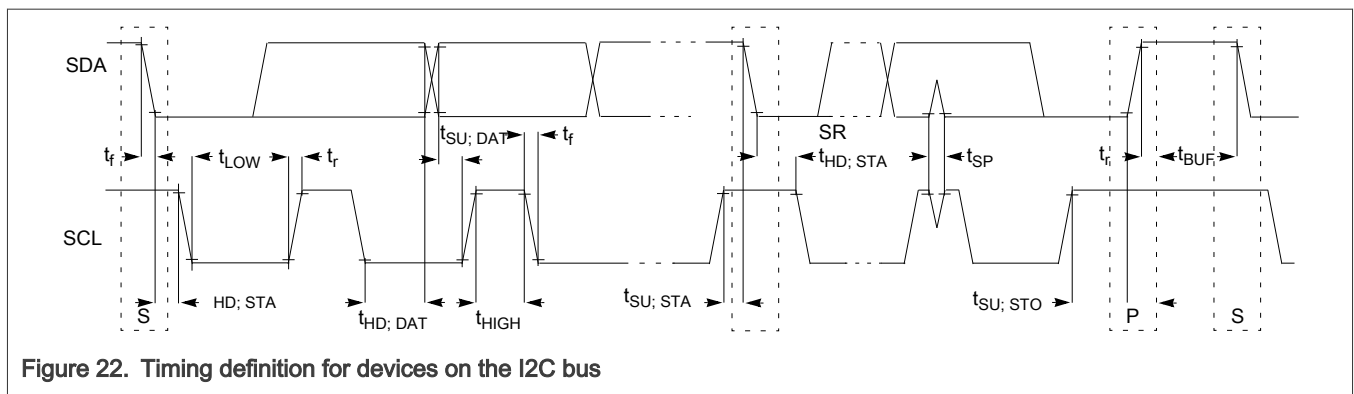 SDA
tSU; DAT
tf
SR
tf
tLOW
tr
tHD; STA
tSP
tr
tBUF
SCL
S
HD; STA
tHD; DAT
tHIGH
tSU; STA
tSU; STO
P
S
Figure 22. Timing definition for devices on the I2C bus